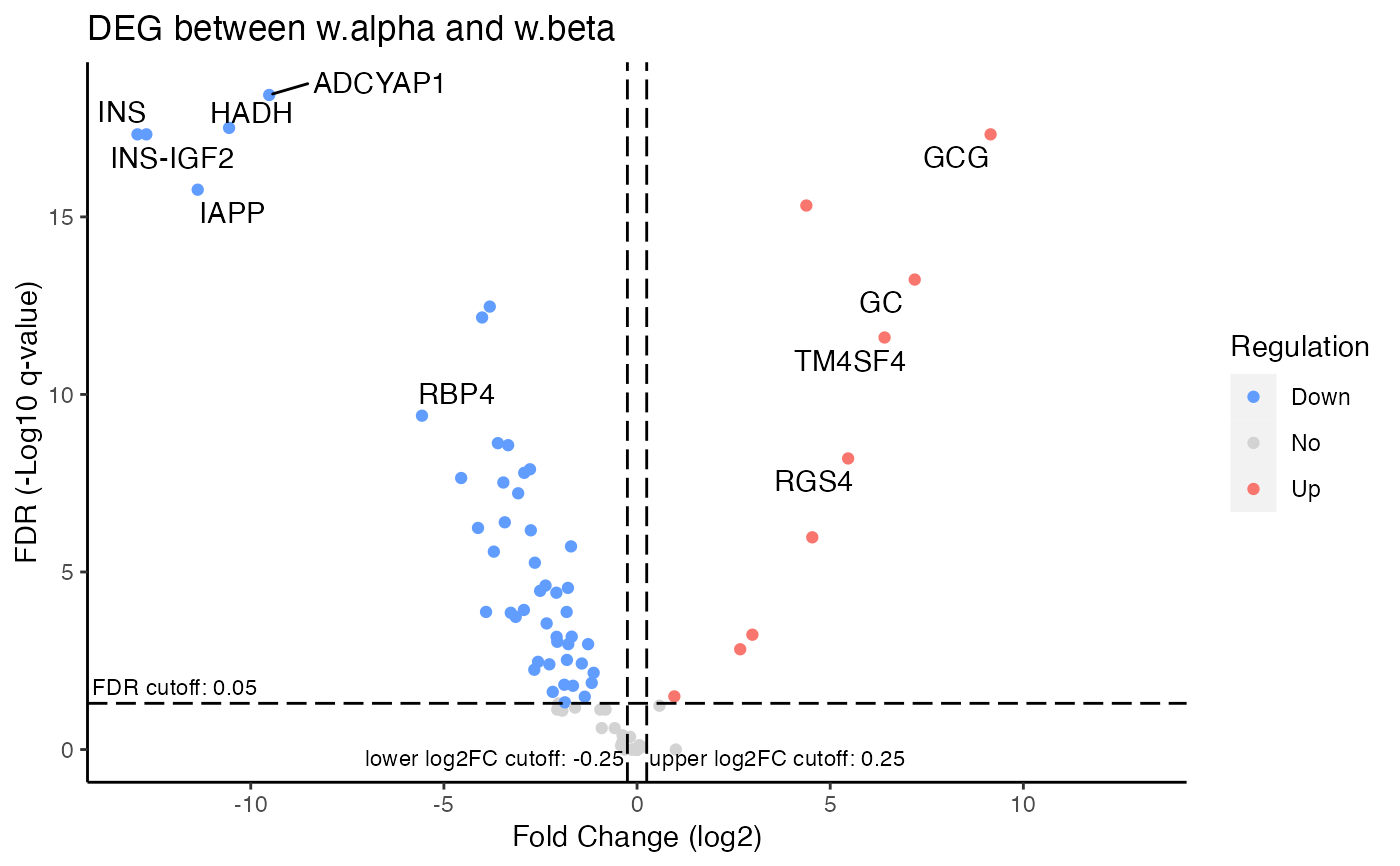 DEG between w.alpha and w.beta
ADCYAP1
INS
HADH
GCG
INS-IGF2
IAPP
GC
TM4SF4
RBP4
RGS4
FDR cutoff: 0.05
lower log2FC cutoff: -0.25
upper log2FC cutoff: 0.25
15
10
5
0
FDR (-Log10 q-value)
-10
-5
0
5
10
Fold Change (log2)
Regulation
Down
No
Up